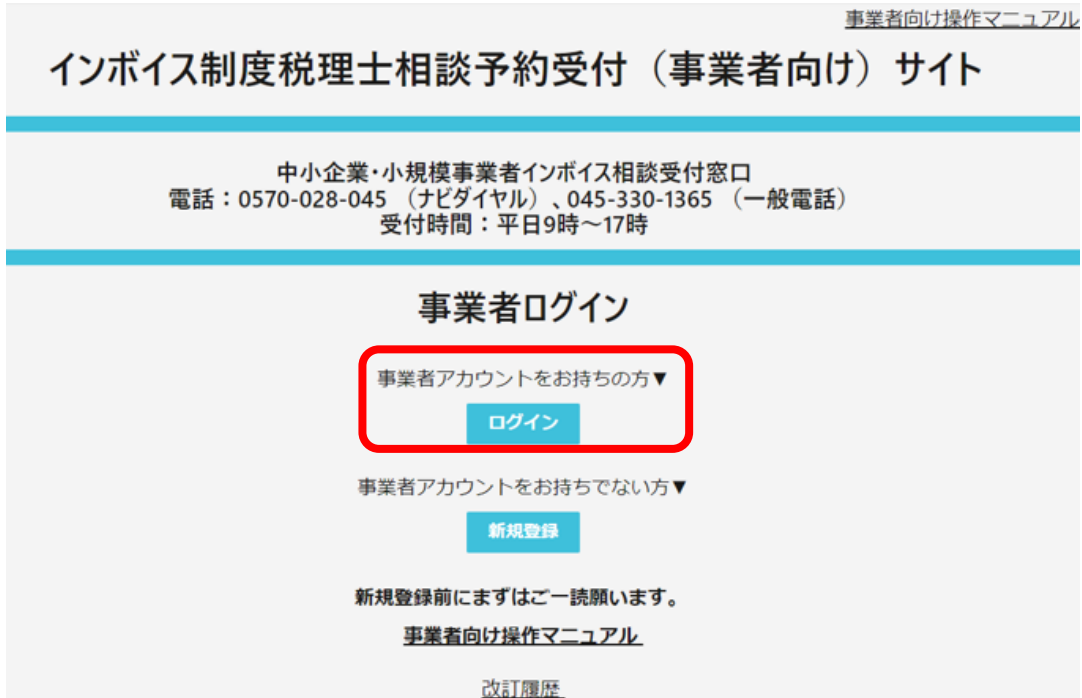 事業者向け操作マニュアル
インボイス制度税理士相談予約受付（事業者向け）サイト
中小企業・小規模事業者インボイス相談受付窓口
電話：0570-028-045 （ナビダイヤル）、045-330-1365 （一般電話）
受付時間：平日9時～17時
事業者ログイン
事業者アカウントをお持ちの方▼
ログイン
事業者アカウントをお持ちでない方▼
新規登録
新規登録前にまずはご一読願います。
事業者向け操作マニュアル
改訂履歴